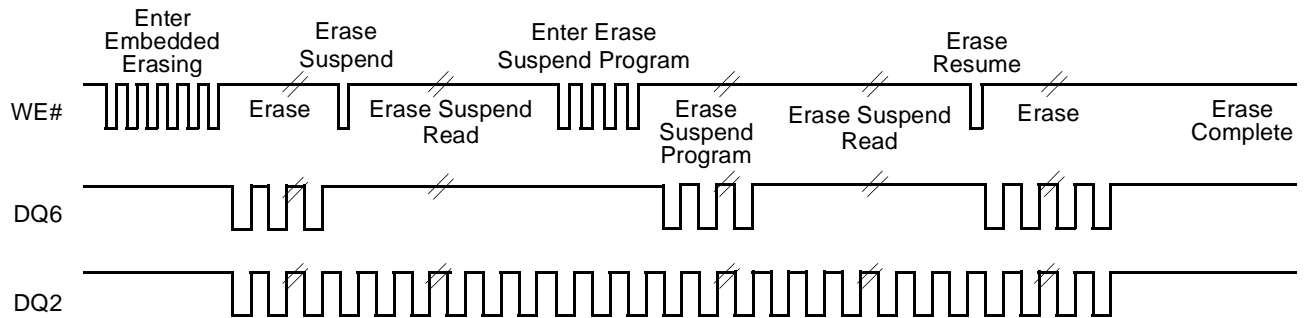 Enter
Embedded
Erasing
Erase
Suspend
Enter Erase
Suspend Program
Erase
Resume
WE#
Erase
Erase Suspend
Read
Erase
Suspend
Program
Erase Suspend
Read
Erase
Erase
Complete
DQ6
DQ2